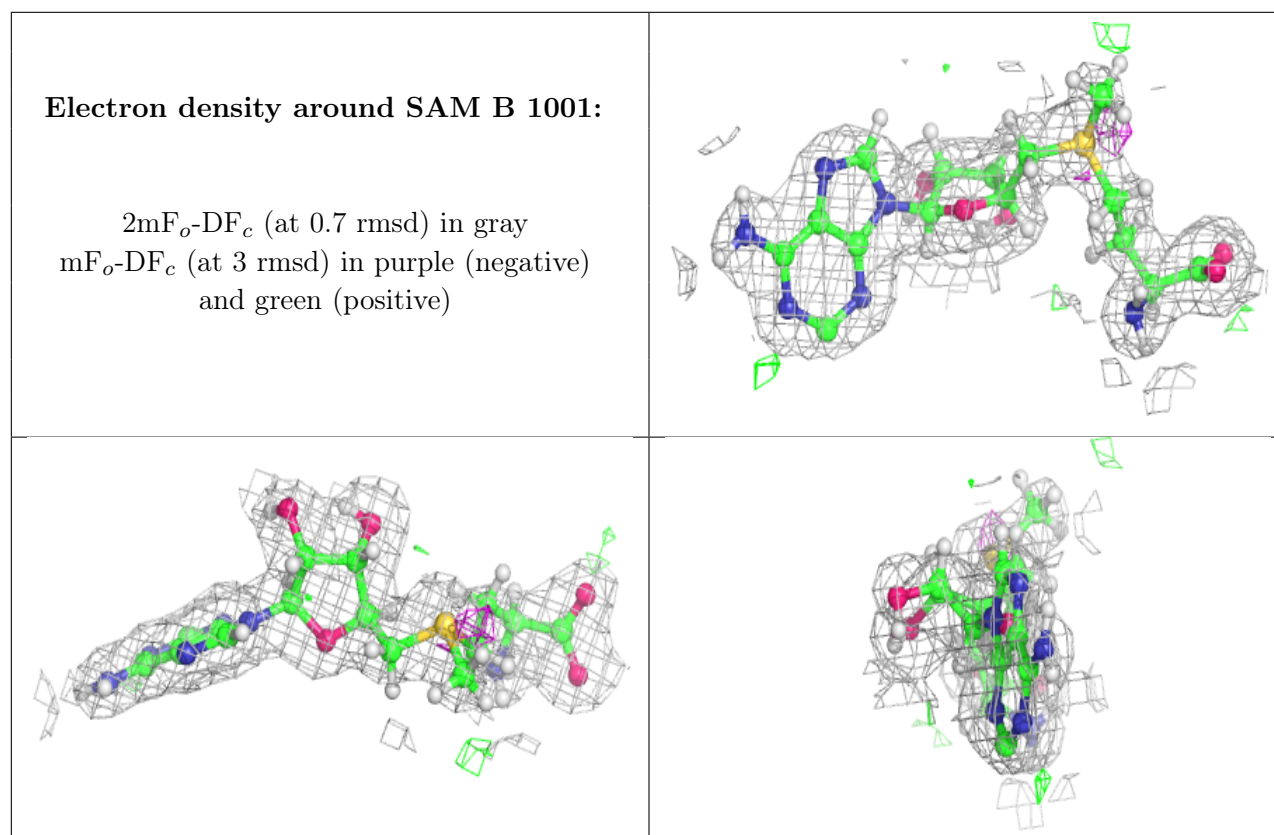 Electron density around SAM B 1001:
2mFo-DFc (at 0.7 rmsd) in gray
mFo-DFc (at 3 rmsd) in purple (negative)
and green (positive)